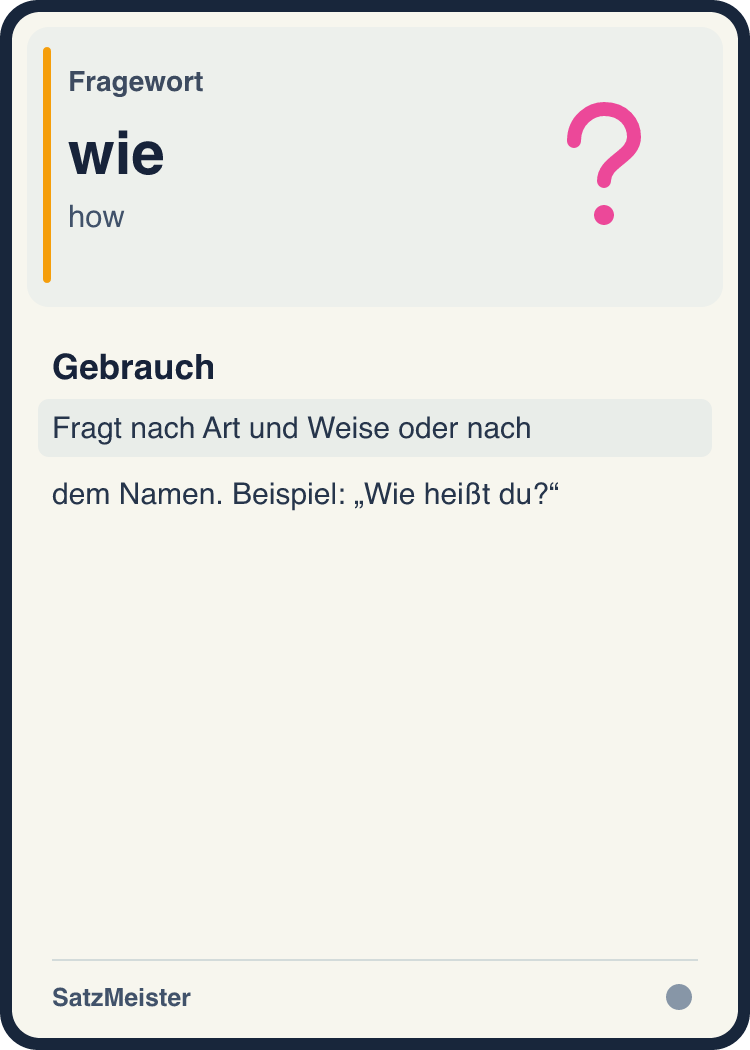 Fragewort
wie
how
?
Gebrauch
Fragt nach Art und Weise oder nach
dem Namen. Beispiel: „Wie heißt du?“
SatzMeister